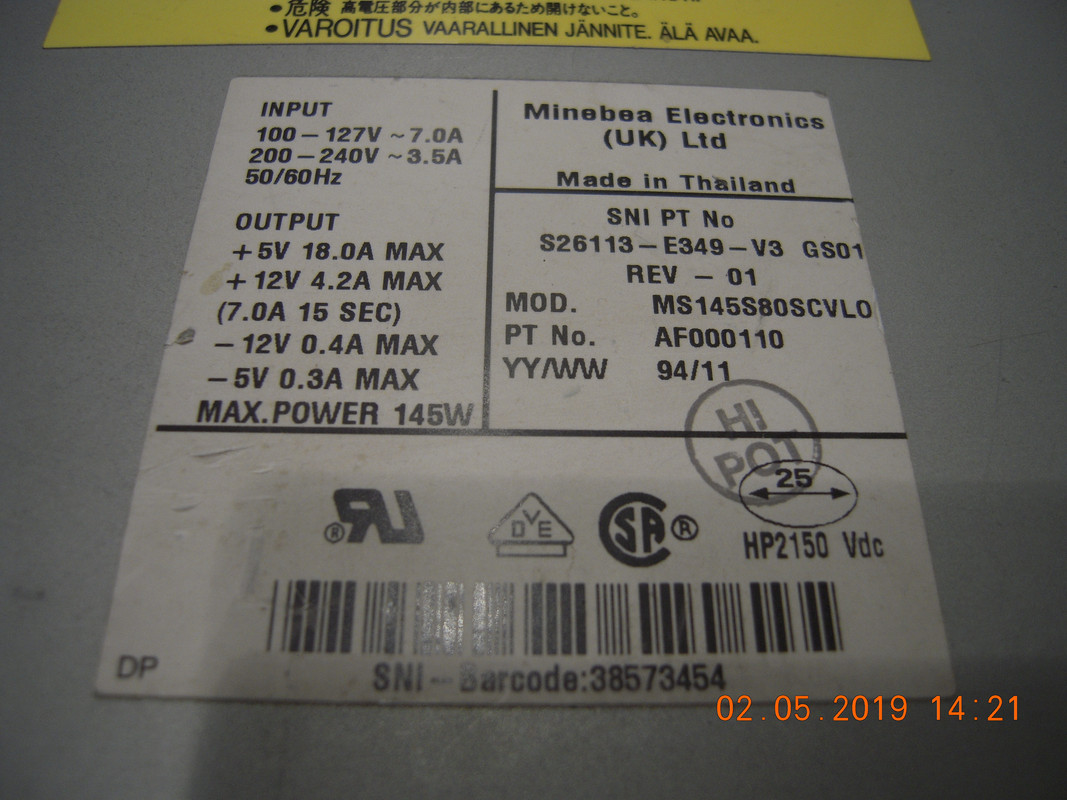 • 危険 高電圧部分が内部にあるため開けないこと。
• VAROITUS VAARALLINEN JÄNNITE. ÄLÄ AVAA.
INPUT
100 – 127V ~ 7.0A
200 – 240V ~ 3.5A
50/60Hz
OUTPUT
+5V 18.0A MAX
+12V 4.2A MAX
(7.0A 15 SEC)
–12V 0.4A MAX
–5V 0.3A MAX
MAX.POWER 145W
Minebea Electronics
(UK) Ltd
Made in Thailand
SNI PT No
S26113–E349–V3 GS01
REV – 01
MOD. MS145S80SCVL0
PT No. AF000110
YY/WW 94/11
HI
POT
25
HP2150 Vdc
RU®
DVE
SA®
DP
SNI – Barcode:38573454
02.05.2019 14:21